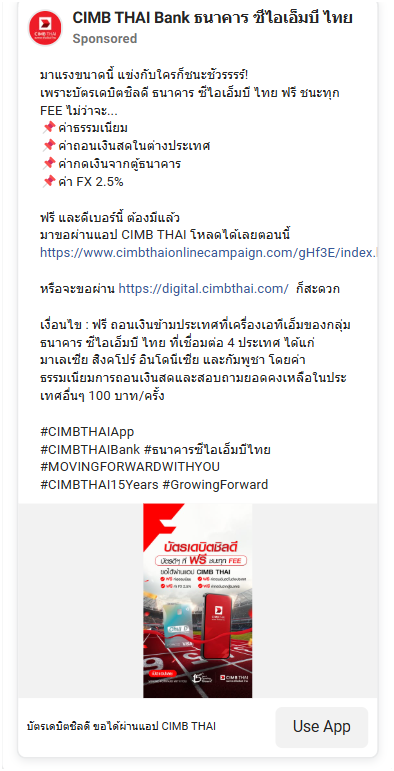 CIMB THAI Bank ธนาคาร ซีไอเอ็มบี ไทย
Sponsored
มาแรงขนาดนี้ แข่งกับใครก็ชนะชัวรรรร์!
เพราะบัตรเดบิตชิลดี ธนาคาร ซีไอเอ็มบี ไทย ฟรี ชนะทุก
FEE ไม่ว่าจะ...
📌ค่าธรรมเนียม
📌ค่าถอนเงินสดในต่างประเทศ
📌ค่ากดเงินจากตู้ธนาคาร
📌ค่า FX 2.5%
ฟรี และดีเบอร์นี้ ต้องมีแล้ว
มาขอผ่านแอป CIMB THAI โหลดได้เลยตอนนี้
https://www.cimbthaionlinecampaign.com/gHf3E/index.
หรือจะขอผ่าน https://digital.cimbthai.com/ ก็สะดวก
เงื่อนไข : ฟรี ถอนเงินข้ามประเทศที่เครื่องเอทีเอ็มของกลุ่ม
ธนาคาร ซีไอเอ็มบี ไทย ที่เชื่อมต่อ 4 ประเทศ ได้แก่
มาเลเซีย สิงคโปร์ อินโดนีเซีย และกัมพูชา โดยค่า
ธรรมเนียมการถอนเงินสดและสอบถามยอดคงเหลือในประ
เทศอื่นๆ 100 บาท/ครั้ง
#CIMBTHAIApp
#CIMBTHAIBank #ธนาคารซีไอเอ็มบีไทย
#MOVINGFORWARDWITHYOU
#CIMBTHAI15Years #GrowingForward
บัตรเดบิตชิลดี
บัตรดีๆ ที่ ฟรี ชนะทุก FEE
ขอได้ผ่านแอป CIMB THAI
CIMB THAI
บัตรเดบิตชิลดี ขอได้ผ่านแอป CIMB THAI
Use App